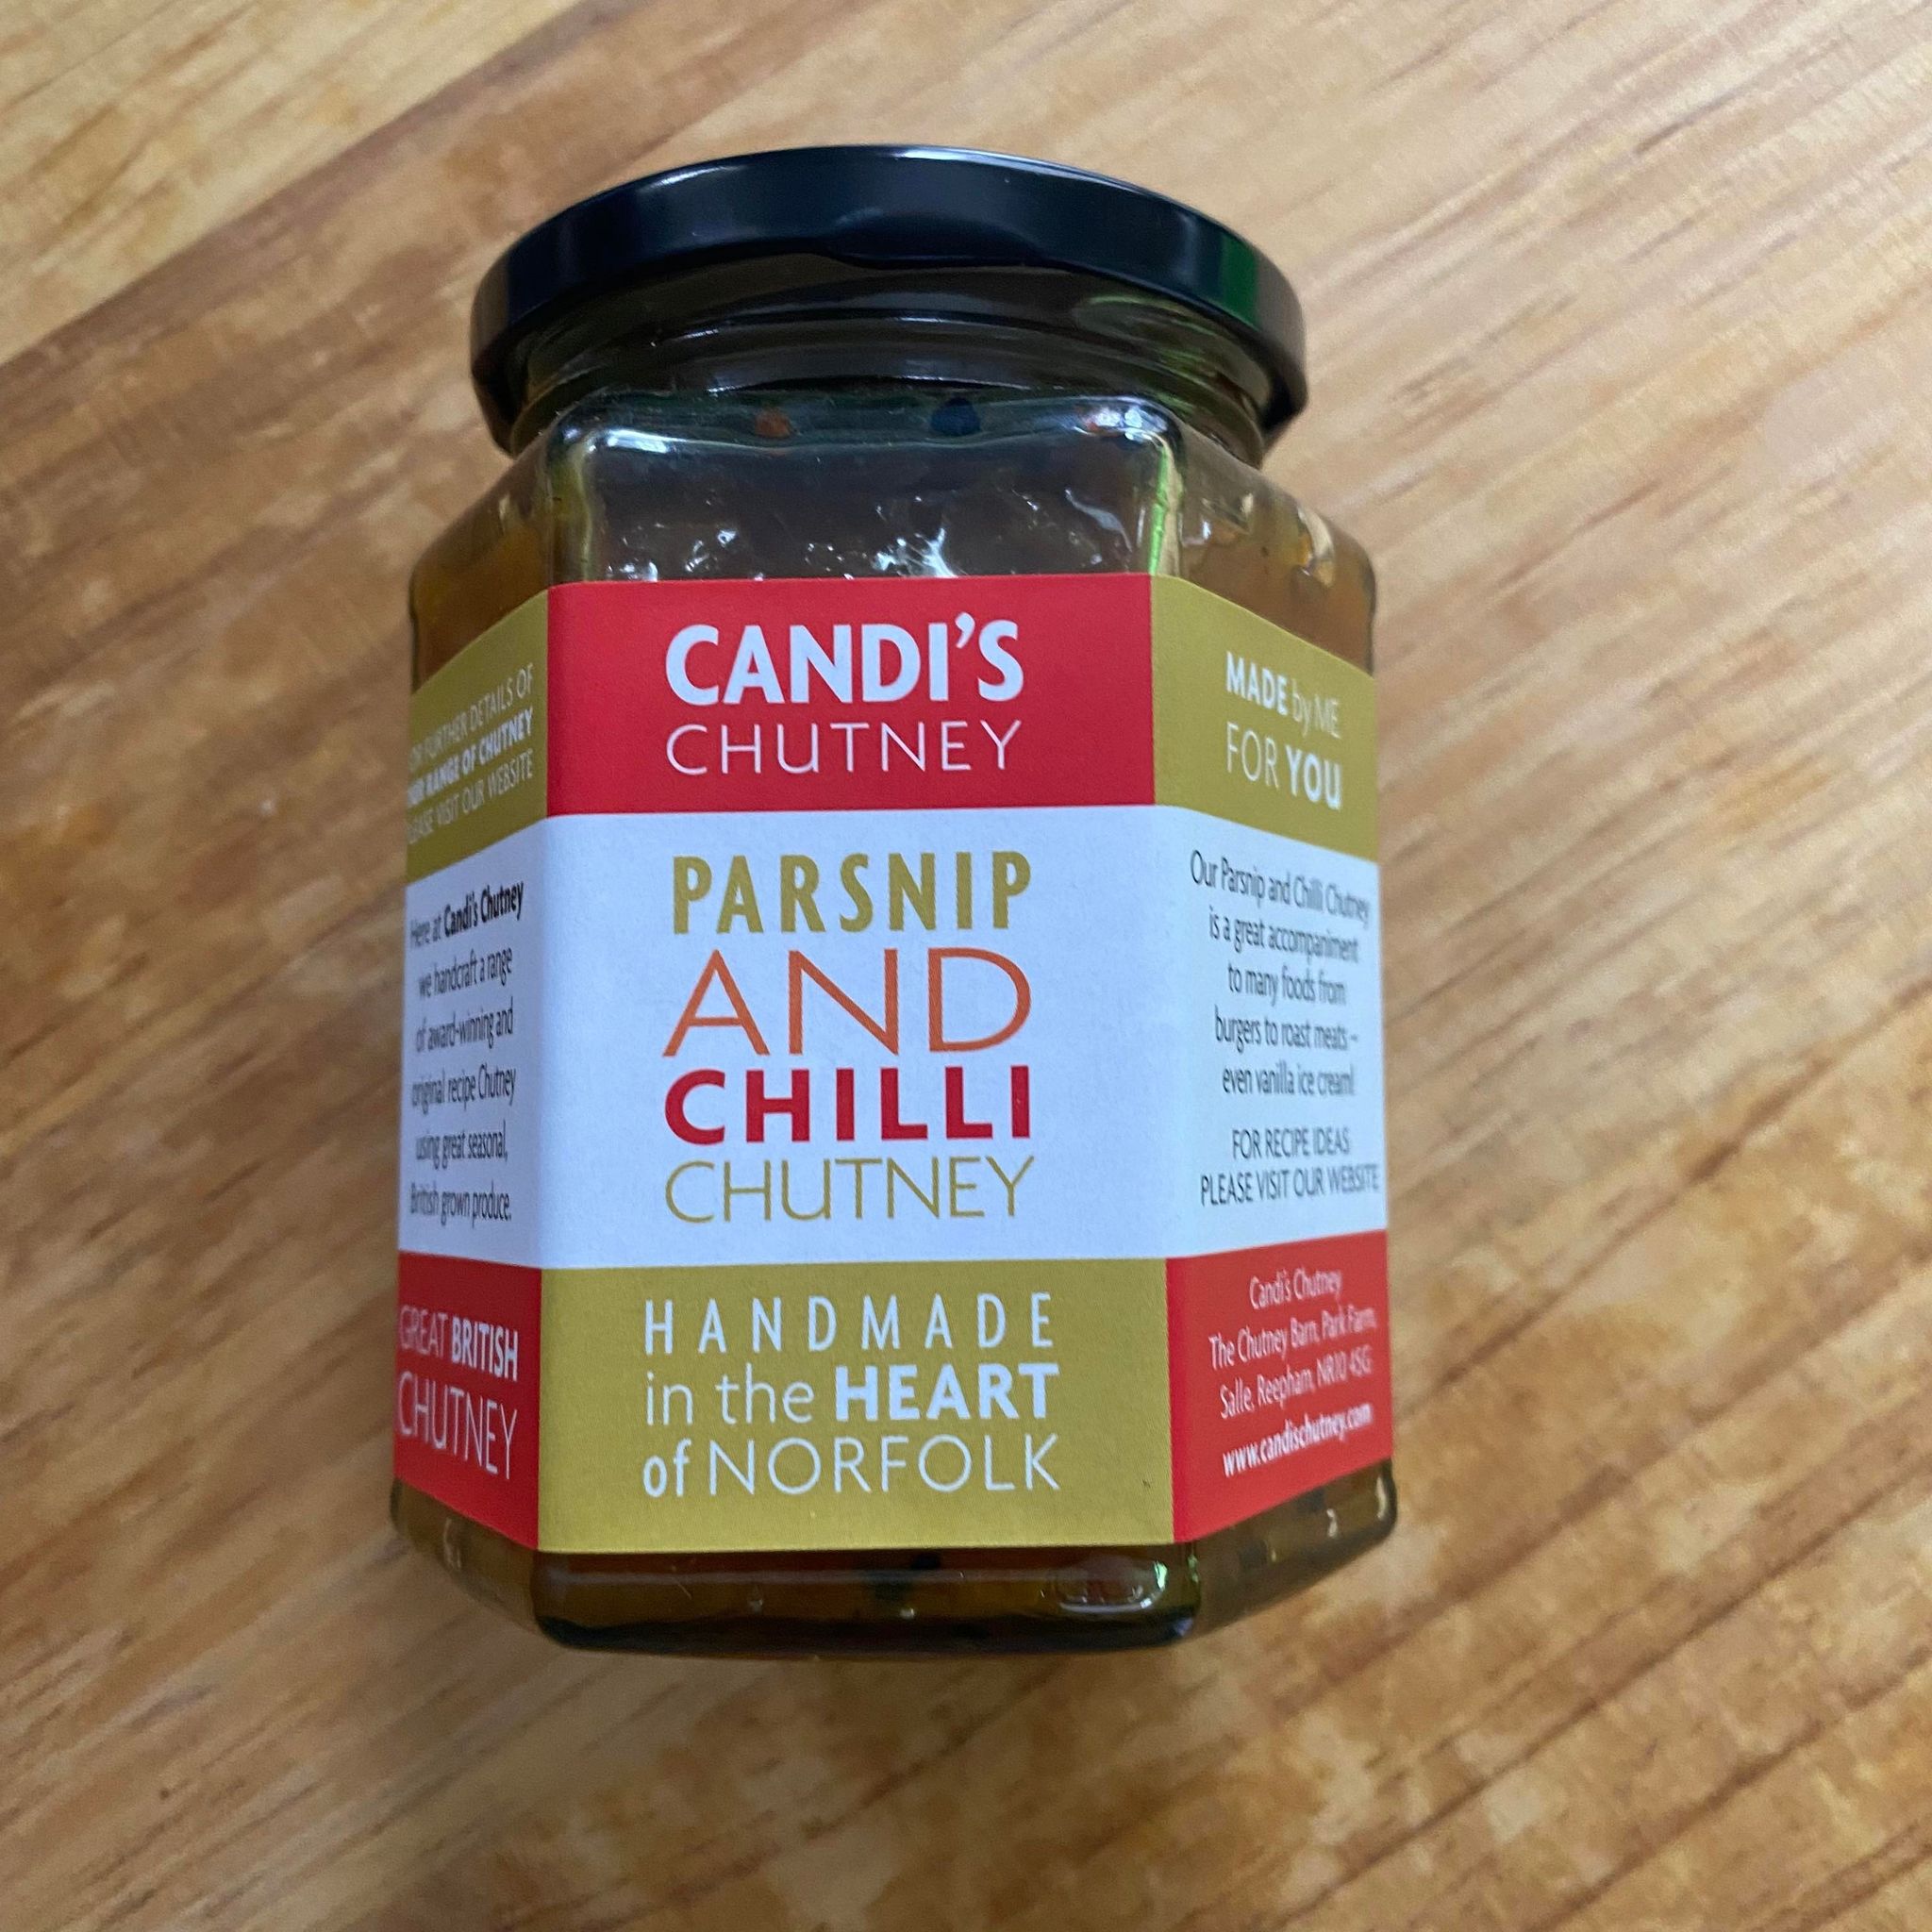 FURTHER DETAILS OF
RANGE OF CHUTNEY
PLEASE VISIT OUR WEBSITE
Here at Candi's Chutney
we handcraft a range
of award-winning and
original recipe Chutney
using great seasonal,
British grown produce.
GREAT BRITISH
CHUTNEY
CANDI'S
CHUTNEY
PARSNIP
AND
CHILLI
CHUTNEY
HANDMADE
in the HEART
of NORFOLK
MADE by ME
FOR YOU
Our Parsnip and Chilli Chutney
is a great accompaniment
to many foods from
burgers to roast meats –
even vanilla ice cream!
FOR RECIPE IDEAS
PLEASE VISIT OUR WEBSITE
Candi's Chutney
The Chutney Barn, Park Farm,
Salle, Reepham, NR10 4SG
www.candischutney.com